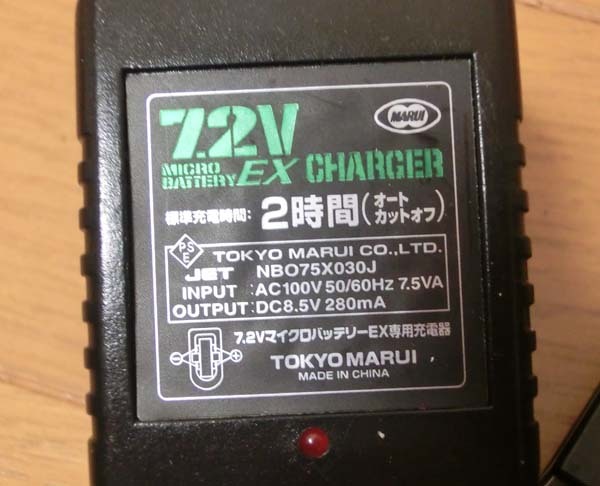 7.2V
MARUI
MICRO
BATTERY EX CHARGER
標準充電時間: 2時間(オートカットオフ)
PSE
TOKYO MARUI CO.,LTD.
JET NBO75X030J
INPUT :AC100V 50/60Hz 7.5VA
OUTPUT:DC8.5V 280mA
7.2VマイクロバッテリーEX専用充電器
- +
TOKYO MARUI
MADE IN CHINA